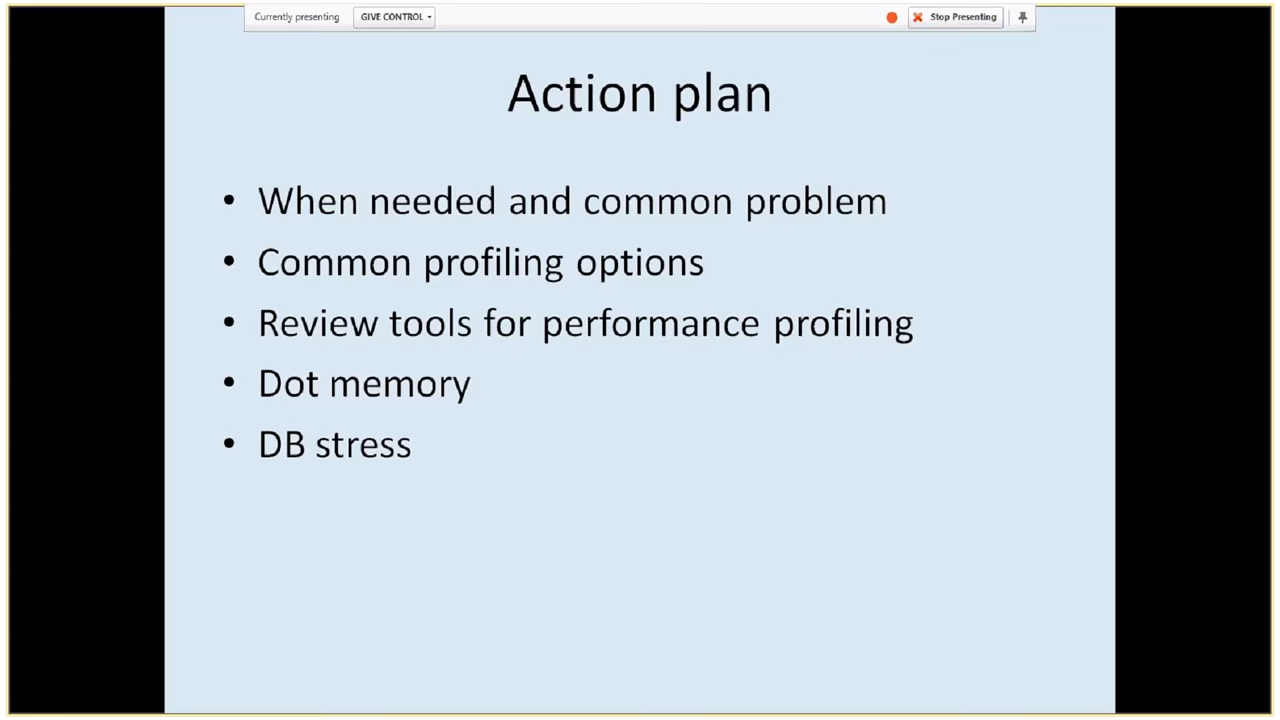 Currently presenting GIVE CONTROL Stop Presenting
Action plan
• When needed and common problem
• Common profiling options
• Review tools for performance profiling
• Dot memory
• DB stress